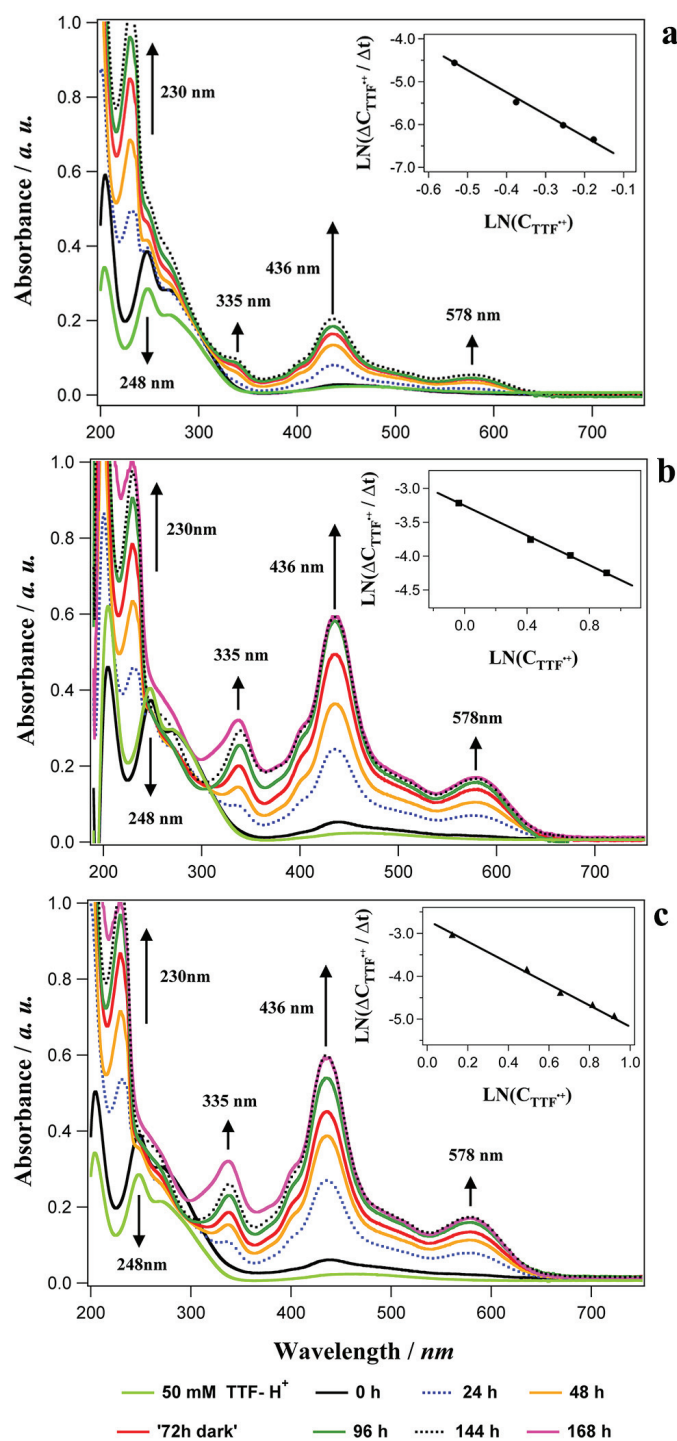 a
1.0
0.8
0.6
0.4
0.2
0.0
Absorbance / a. u.
230 nm
248 nm
335 nm
436 nm
578 nm
200 300 400 500 600 700
LN(ΔC_TTF•+ / Δt)
-4.0
-5.0
-6.0
-7.0
-0.6 -0.5 -0.4 -0.3 -0.2 -0.1
LN(C_TTF•+)
b
1.0
0.8
0.6
0.4
0.2
0.0
Absorbance / a. u.
230nm
248 nm
335 nm
436 nm
578nm
200 300 400 500 600 700
LN(ΔC_TTF•+ / Δt)
-3.0
-3.5
-4.0
-4.5
0.0 0.4 0.8
LN(C_TTF•+)
c
1.0
0.8
0.6
0.4
0.2
0.0
Absorbance / a. u.
230nm
248nm
335 nm
436 nm
578 nm
200 300 400 500 600 700
LN(ΔC_TTF•+ / Δt)
-3.0
-4.0
-5.0
0.0 0.2 0.4 0.6 0.8 1.0
LN(C_TTF•+)
Wavelength / nm
50 mM TTF- H+ 0 h 24 h 48 h
'72h dark' 96 h 144 h 168 h